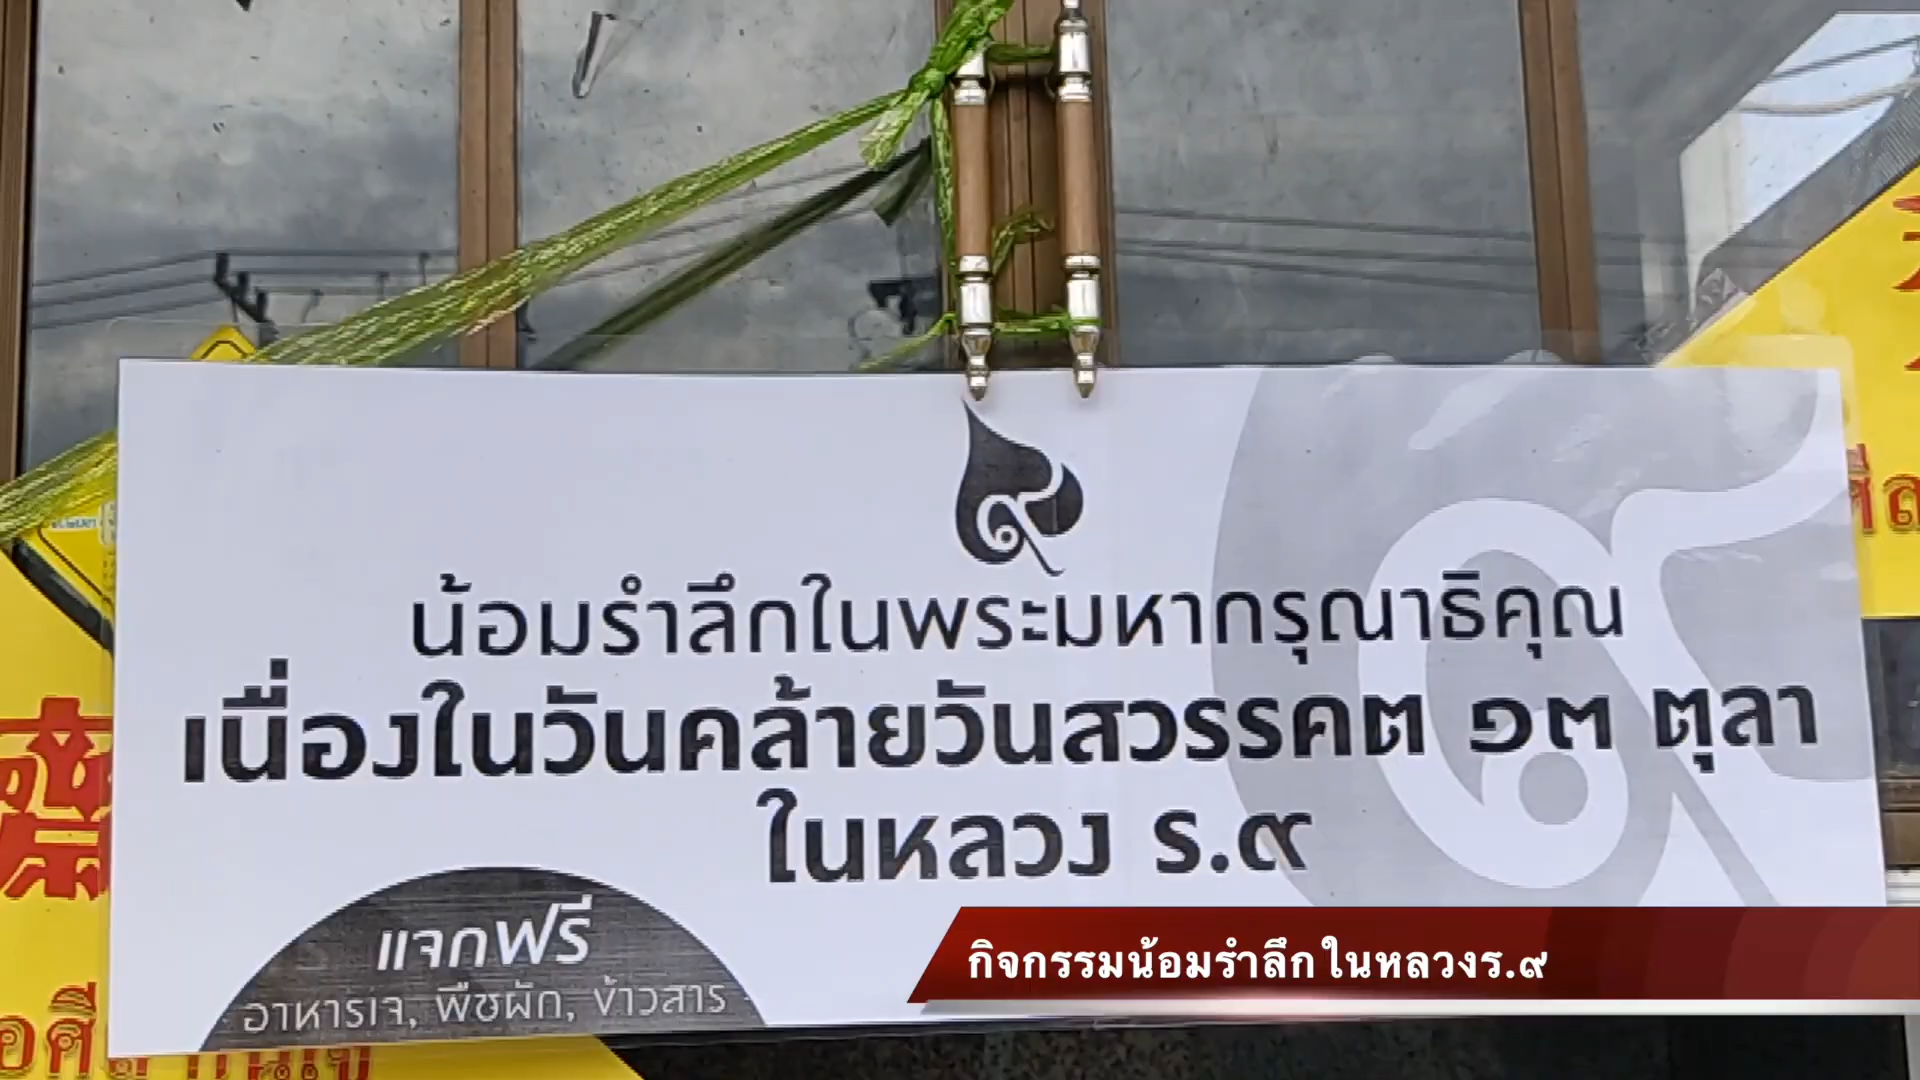 ๙
น้อมรำลึกในพระมหากรุณาธิคุณ
เนื่องในวันคล้ายวันสวรรคต ๑๓ ตุลา
ในหลวง ร.๙
แจกฟรี
อาหารเจ, พืชผัก, ข้าวสาร
กิจกรรมน้อมรำลึกในหลวงร.๙